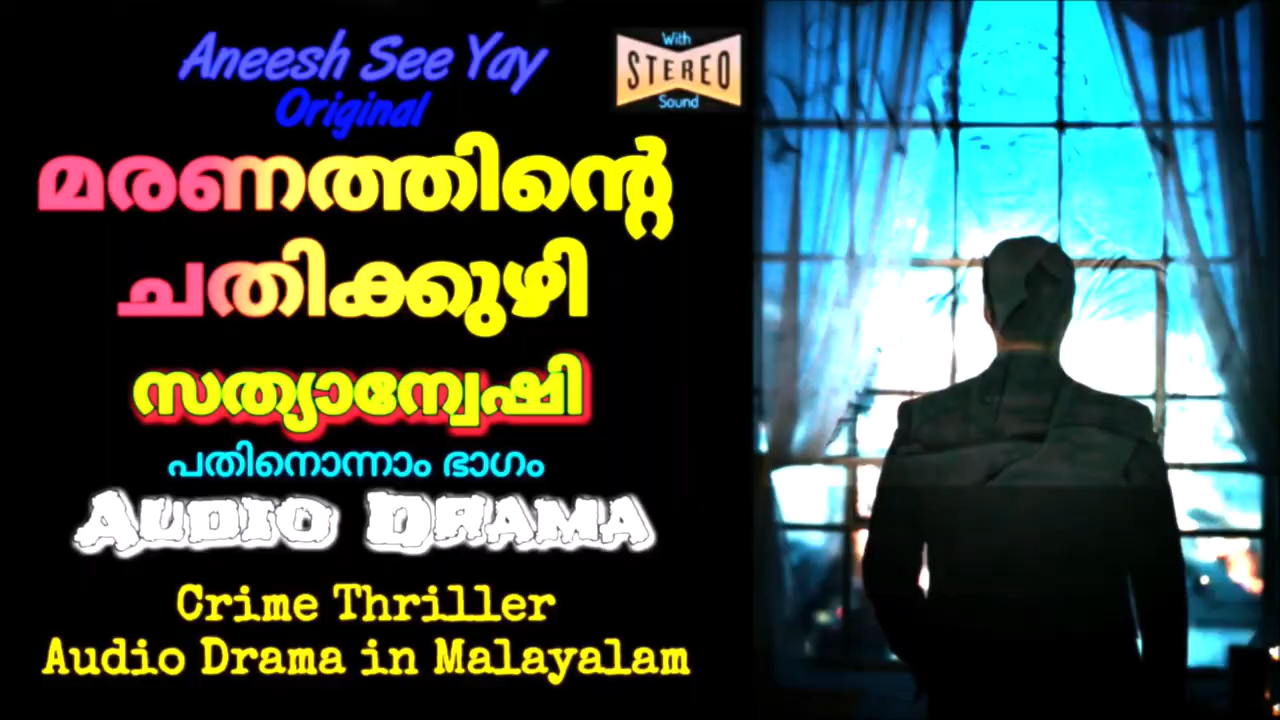 Aneesh See Yay
Original
With
STEREO
Sound
മരണത്തിന്റെ
ചതിക്കുഴി
സത്യാന്വേഷി
പതിനൊന്നാം ഭാഗം
AUDIO DRAMA
Crime Thriller
Audio Drama in Malayalam